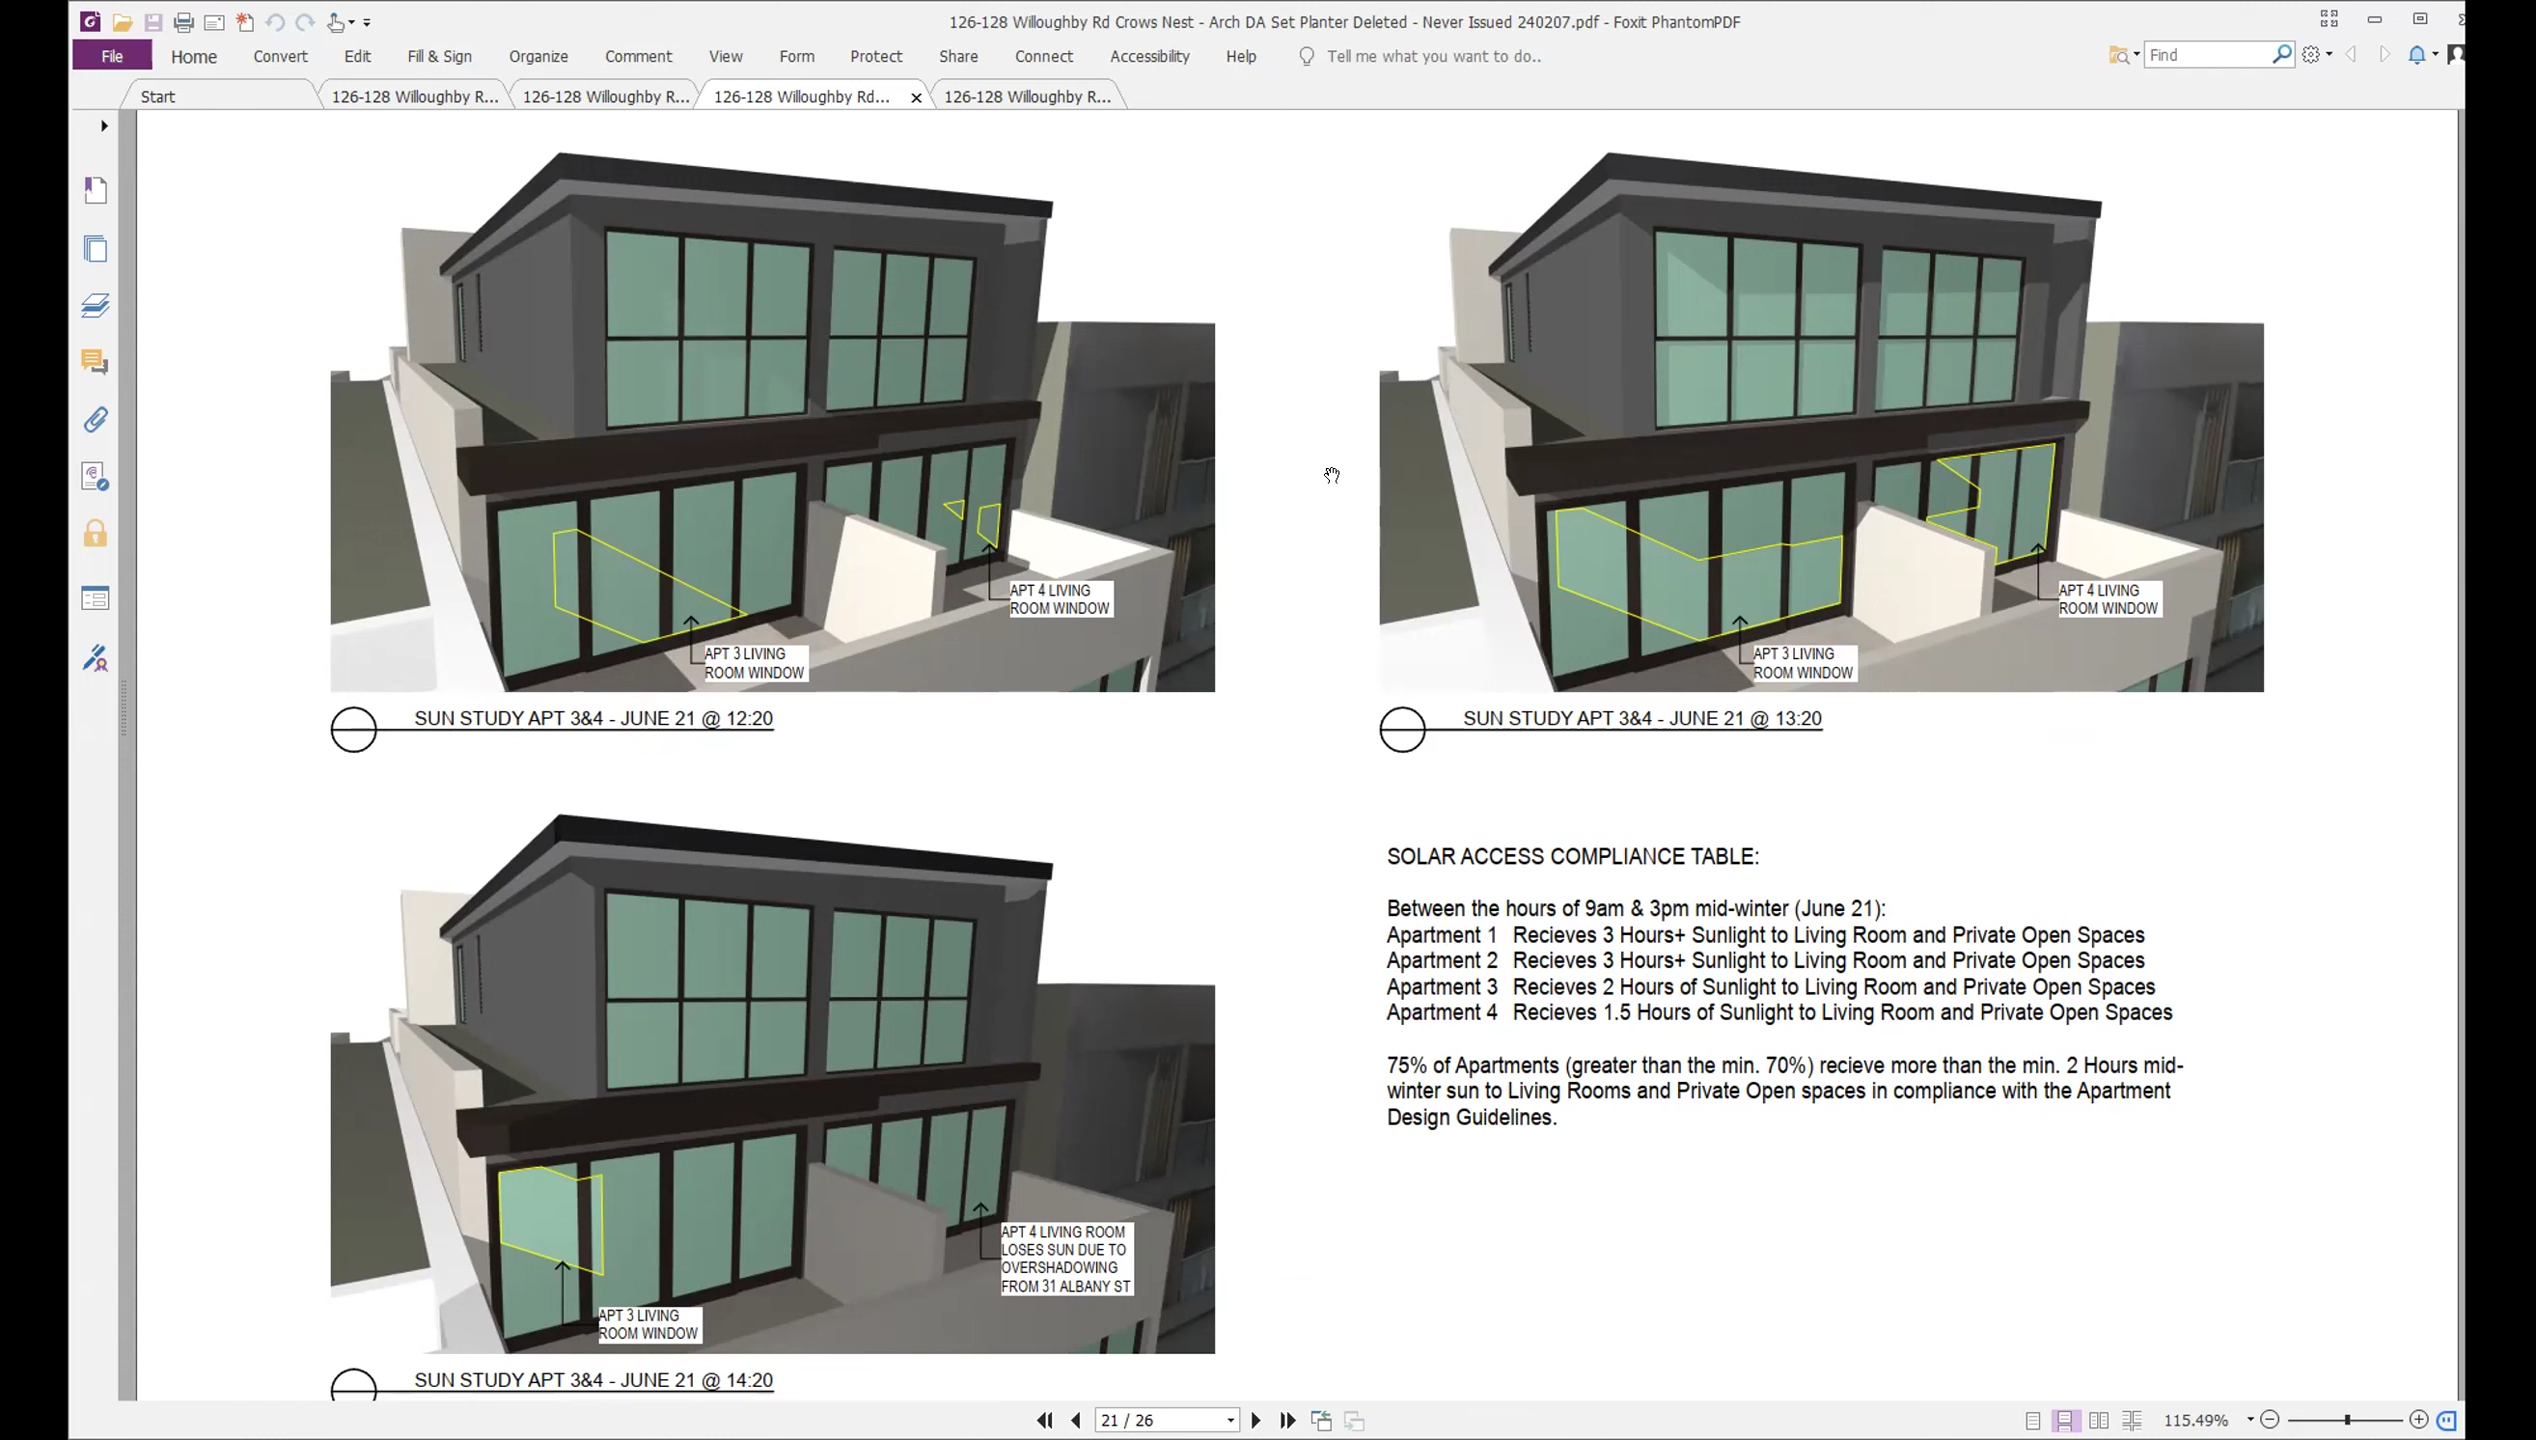 126-128 Willoughby Rd Crows Nest - Arch DA Set Planter Deleted - Never Issued 240207.pdf - Foxit PhantomPDF
File Home Convert Edit Fill & Sign Organize Comment View Form Protect Share Connect Accessibility Help Tell me what you want to do.. Find
Start 126-128 Willoughby R... 126-128 Willoughby R... 126-128 Willoughby Rd... 126-128 Willoughby R...
APT 4 LIVING
ROOM WINDOW
APT 3 LIVING
ROOM WINDOW
SUN STUDY APT 3&4 - JUNE 21 @ 12:20
APT 4 LIVING
ROOM WINDOW
APT 3 LIVING
ROOM WINDOW
SUN STUDY APT 3&4 - JUNE 21 @ 13:20
APT 4 LIVING ROOM
LOSES SUN DUE TO
OVERSHADOWING
FROM 31 ALBANY ST
APT 3 LIVING
ROOM WINDOW
SUN STUDY APT 3&4 - JUNE 21 @ 14:20
SOLAR ACCESS COMPLIANCE TABLE:
Between the hours of 9am & 3pm mid-winter (June 21):
Apartment 1 Recieves 3 Hours+ Sunlight to Living Room and Private Open Spaces
Apartment 2 Recieves 3 Hours+ Sunlight to Living Room and Private Open Spaces
Apartment 3 Recieves 2 Hours of Sunlight to Living Room and Private Open Spaces
Apartment 4 Recieves 1.5 Hours of Sunlight to Living Room and Private Open Spaces
75% of Apartments (greater than the min. 70%) recieve more than the min. 2 Hours mid-
winter sun to Living Rooms and Private Open spaces in compliance with the Apartment
Design Guidelines.
21 / 26
115.49%